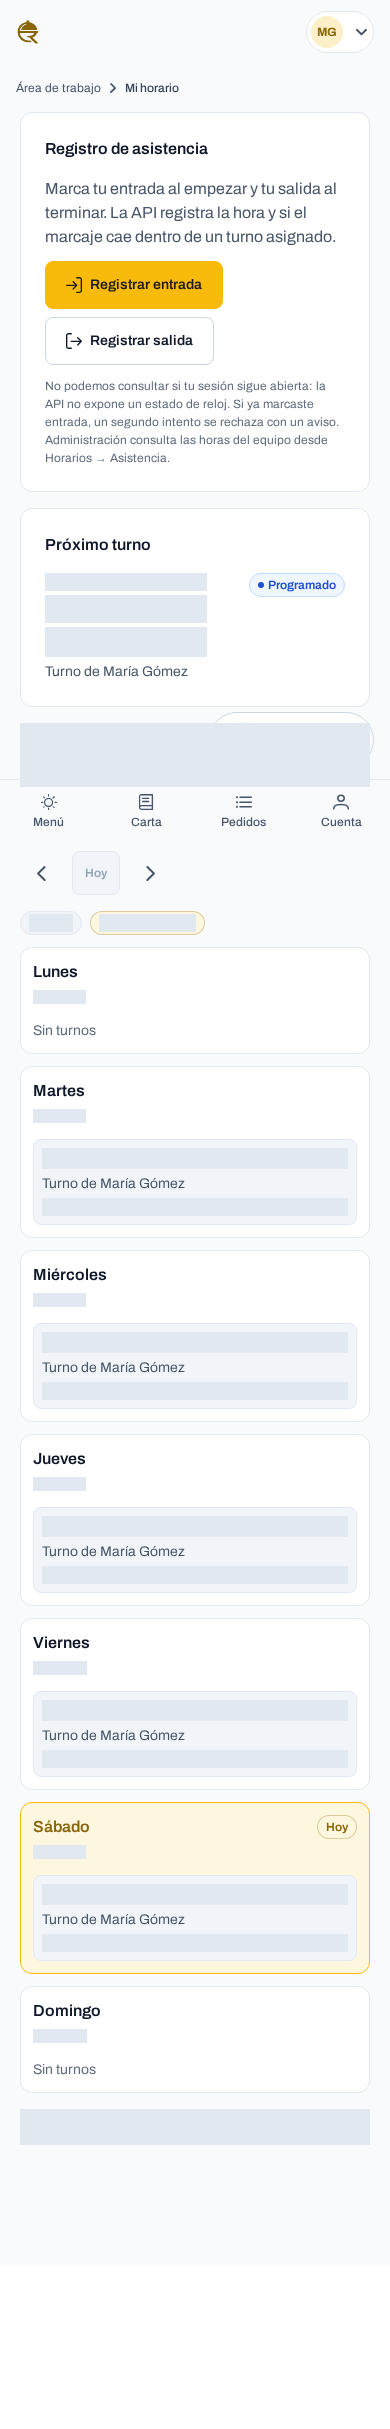 MG
Área de trabajo
Mi horario
Registro de asistencia
Marca tu entrada al empezar y tu salida al
terminar. La API registra la hora y si el
marcaje cae dentro de un turno asignado.
Registrar entrada
Registrar salida
No podemos consultar si tu sesión sigue abierta: la
API no expone un estado de reloj. Si ya marcaste
entrada, un segundo intento se rechaza con un aviso.
Administración consulta las horas del equipo desde
Horarios → Asistencia.
Próximo turno
Programado
Turno de María Gómez
Menú
Carta
Pedidos
Cuenta
Hoy
Lunes
Sin turnos
Martes
Turno de María Gómez
Miércoles
Turno de María Gómez
Jueves
Turno de María Gómez
Viernes
Turno de María Gómez
Sábado
Hoy
Turno de María Gómez
Domingo
Sin turnos